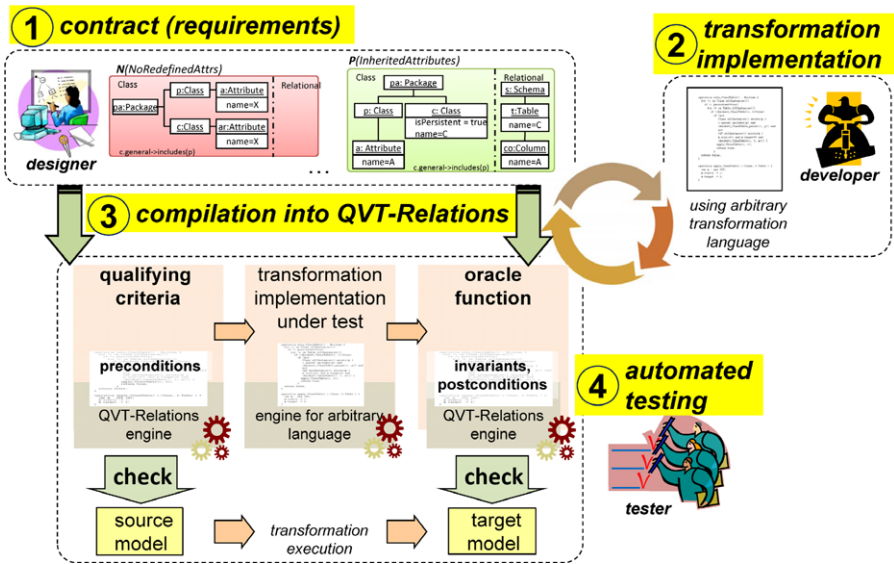 1 contract (requirements)
2 transformation
implementation
N(NoRedefinedAttrs)
Class
Relational
pa:Package
p:Class
a:Attribute
name=X
c:Class
ar:Attribute
name=X
c.general->includes(p)
designer
...
P(InheritedAttributes)
Class
Relational
pa: Package
s: Schema
p: Class
c: Class
isPersistent = true
name=C
t:Table
name=C
a: Attribute
name=A
co:Column
name=A
c.general->includes(p)
developer
using arbitrary
transformation
language
3 compilation into QVT-Relations
qualifying
criteria
transformation
implementation
under test
oracle
function
preconditions
invariants,
postconditions
QVT-Relations
engine
engine for arbitrary
language
QVT-Relations
engine
4 automated
testing
check
check
tester
source
model
transformation
execution
target
model